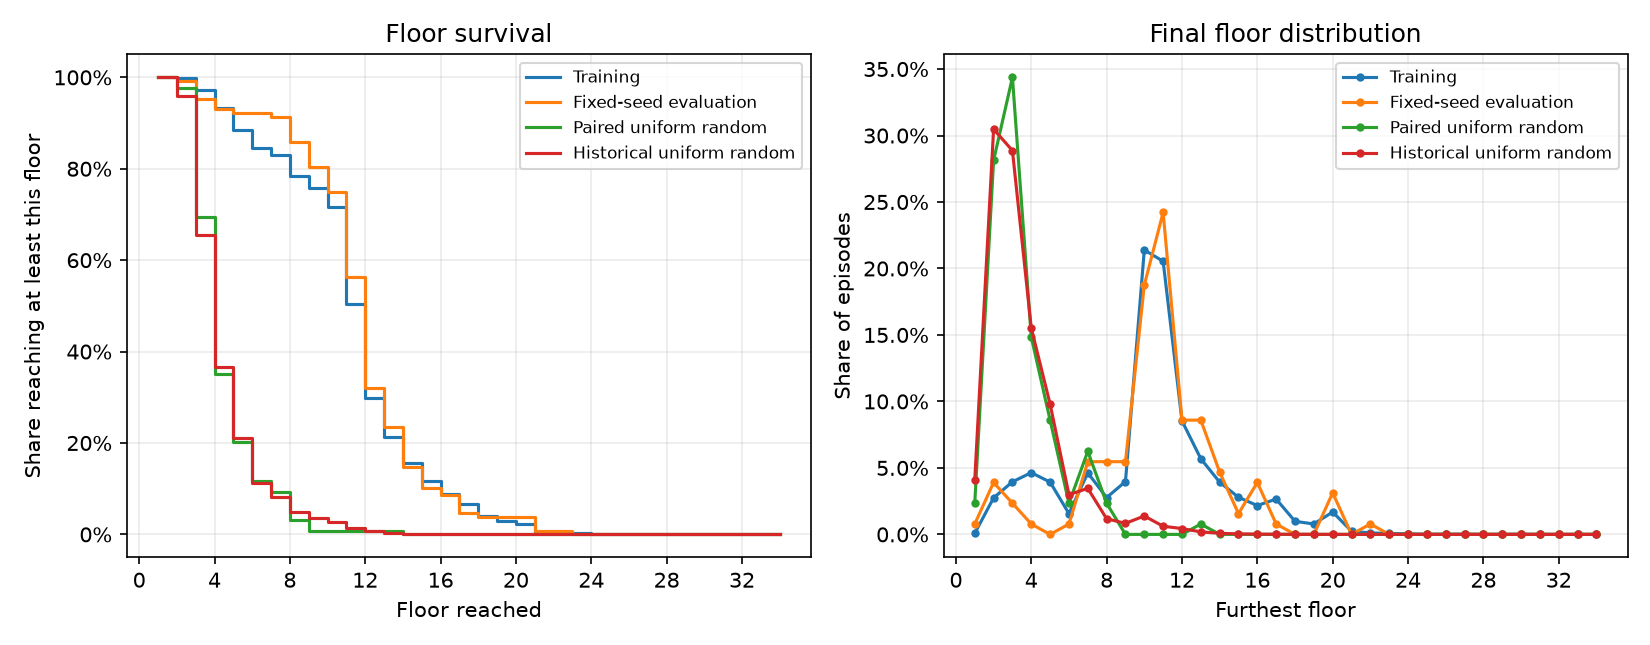 Floor survival
Share reaching at least this floor
100%
80%
60%
40%
20%
0%
Training
Fixed-seed evaluation
Paired uniform random
Historical uniform random
0 4 8 12 16 20 24 28 32
Floor reached
Final floor distribution
Share of episodes
35.0%
30.0%
25.0%
20.0%
15.0%
10.0%
5.0%
0.0%
Training
Fixed-seed evaluation
Paired uniform random
Historical uniform random
0 4 8 12 16 20 24 28 32
Furthest floor